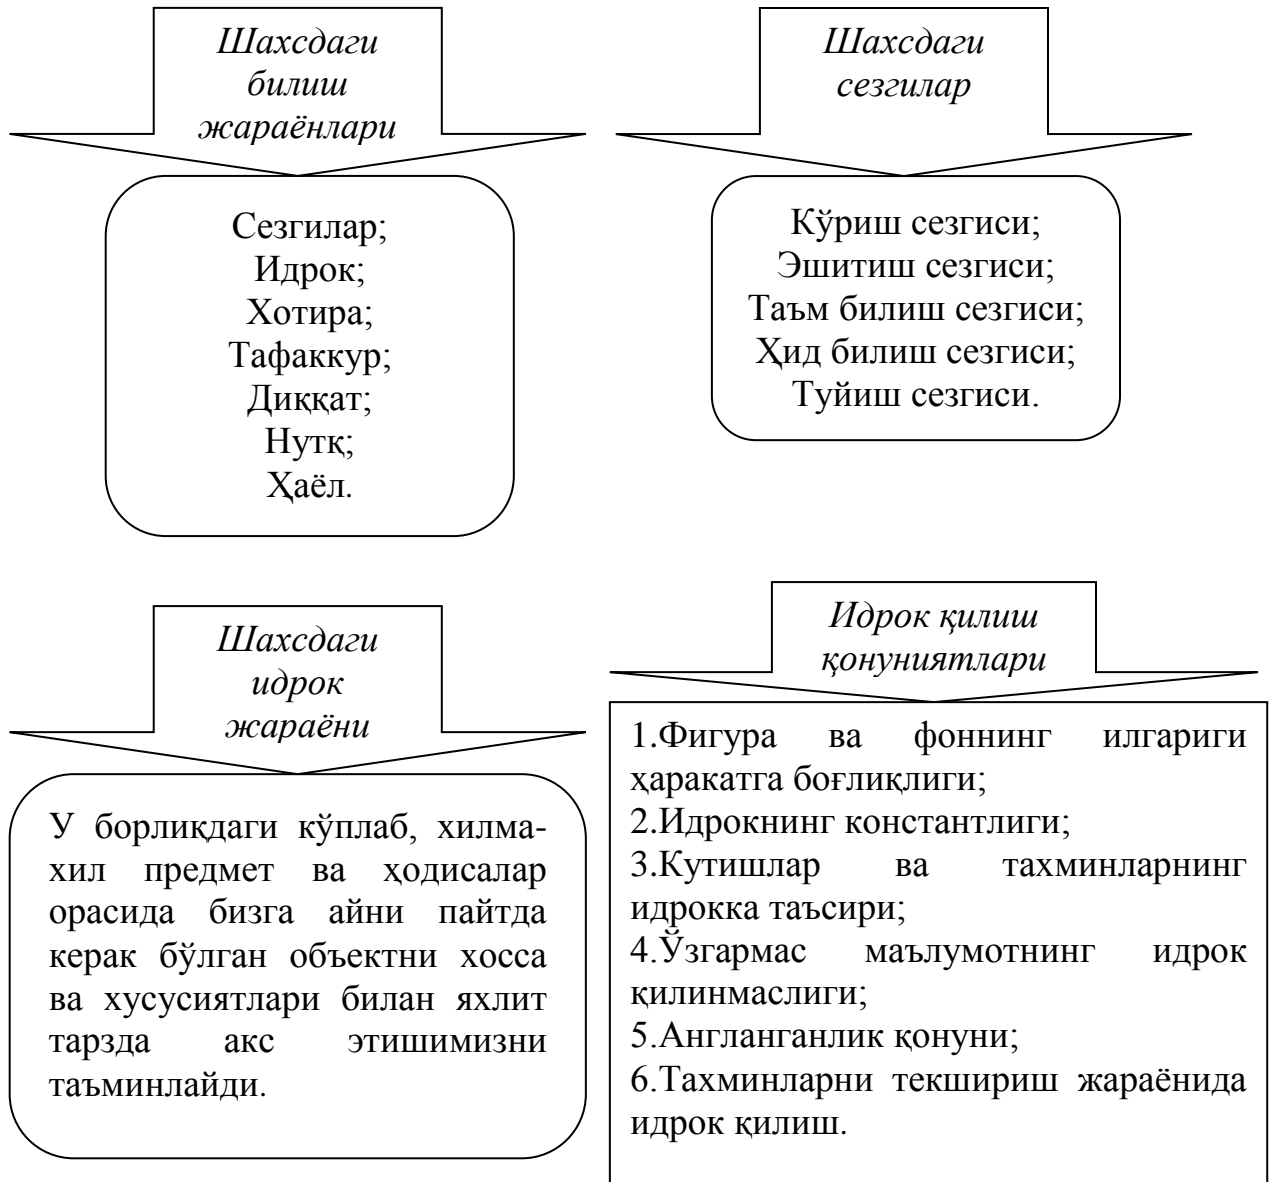 Шахсдаги
билиш
жараёнлари
Сезгилар;
Идрок;
Хотира;
Тафаккур;
Диққат;
Нутқ;
Ҳаёл.
Шахсдаги
сезгилар
Кўриш сезгиси;
Эшитиш сезгиси;
Таъм билиш сезгиси;
Ҳид билиш сезгиси;
Туйиш сезгиси.
Шахсдаги
идрок
жараёни
У борлиқдаги кўплаб, хилма-
хил предмет ва ҳодисалар
орасида бизга айни пайтда
керак бўлган объектни хосса
ва хусусиятлари билан яхлит
тарзда акс этишимизни
таъминлайди.
Идрок қилиш
қонуниятлари
1.Фигура ва фоннинг илгариги
ҳаракатга боғлиқлиги;
2.Идрокнинг константлиги;
3.Кутишлар ва тахминларнинг
идрокка таъсири;
4.Ўзгармас маълумотнинг идрок
қилинмаслиги;
5.Англанганлик қонуни;
6.Тахминларни текшириш жараёнида
идрок қилиш.